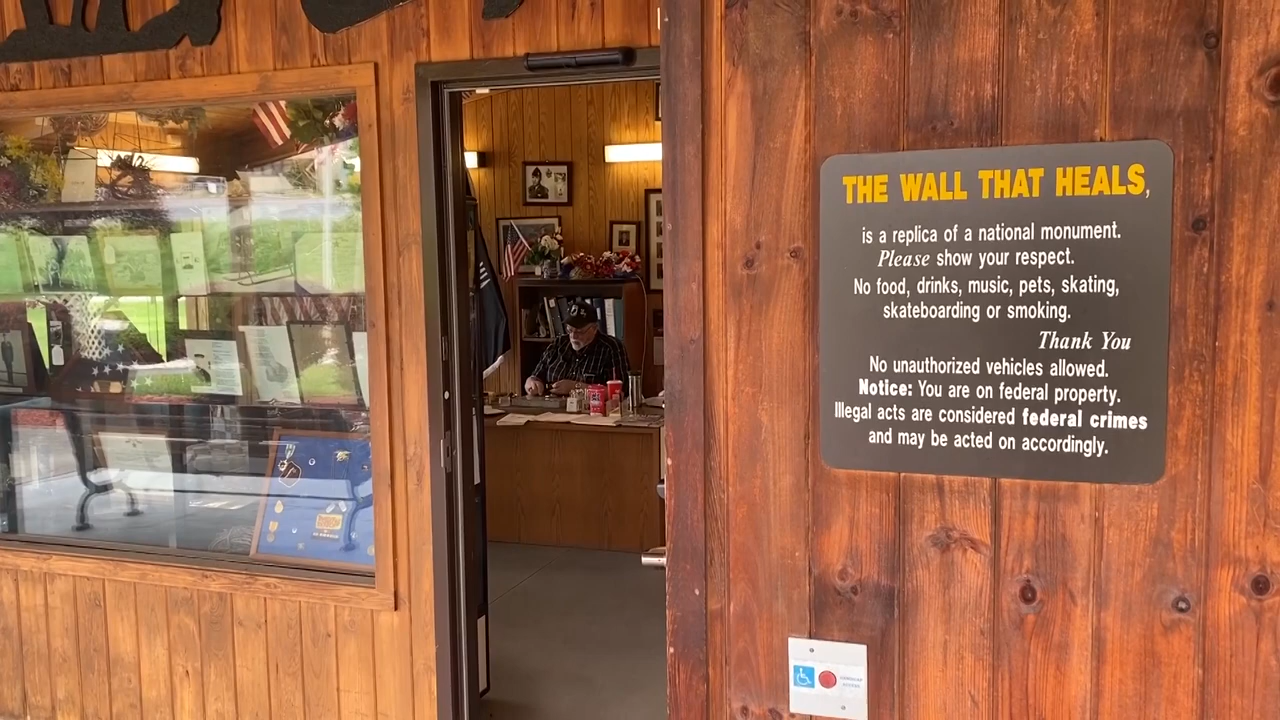 THE WALL THAT HEALS,
is a replica of a national monument.
Please show your respect.
No food, drinks, music, pets, skating,
skateboarding or smoking.
Thank You
No unauthorized vehicles allowed.
Notice: You are on federal property.
Illegal acts are considered federal crimes
and may be acted on accordingly.